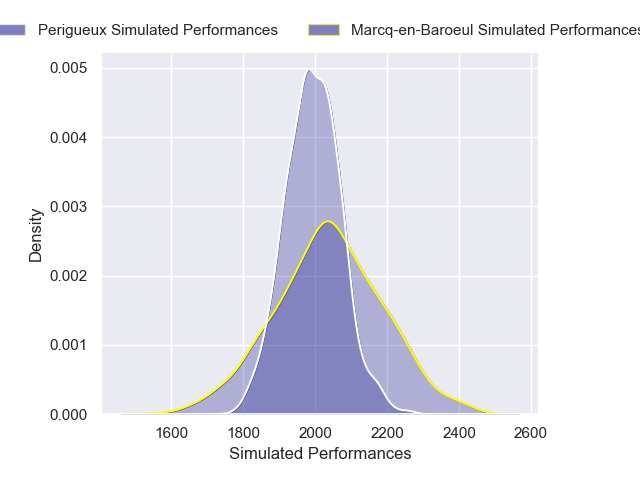 Perigueux Simulated Performances
Marcq-en-Baroeul Simulated Performances
0.005
0.004
0.003
0.002
0.001
0.000
Density
1600 1800 2000 2200 2400 2600
Simulated Performances